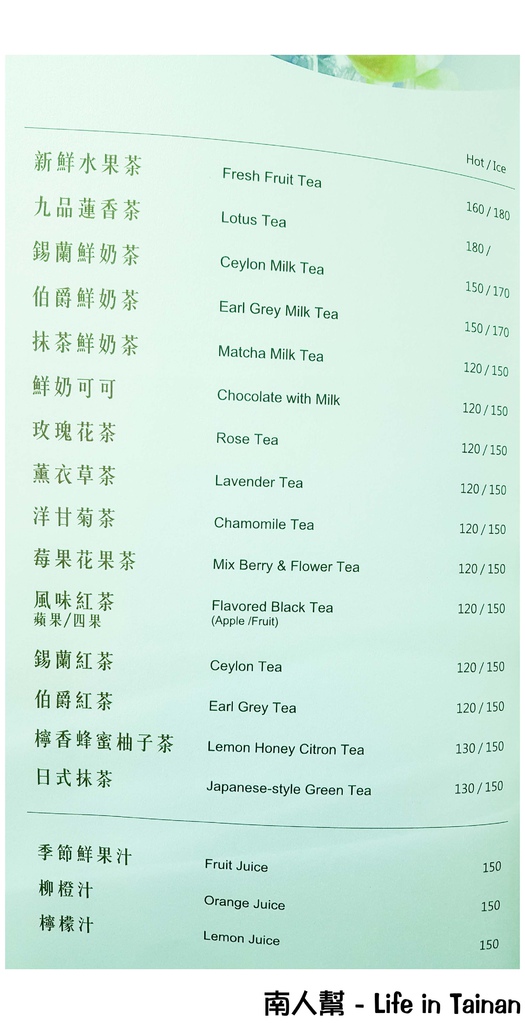 Hot / Ice
新鮮水果茶 Fresh Fruit Tea 160 / 180
九品蓮香茶 Lotus Tea 180 /
錫蘭鮮奶茶 Ceylon Milk Tea 150 / 170
伯爵鮮奶茶 Earl Grey Milk Tea 150 / 170
抹茶鮮奶茶 Matcha Milk Tea 120 / 150
鮮奶可可 Chocolate with Milk 120 / 150
玫瑰花茶 Rose Tea 120 / 150
薰衣草茶 Lavender Tea 120 / 150
洋甘菊茶 Chamomile Tea 120 / 150
莓果花果茶 Mix Berry & Flower Tea 120 / 150
風味紅茶 Flavored Black Tea 120 / 150
蘋果/四果 (Apple /Fruit)
錫蘭紅茶 Ceylon Tea 120 / 150
伯爵紅茶 Earl Grey Tea 120 / 150
檸香蜂蜜柚子茶 Lemon Honey Citron Tea 130 / 150
日式抹茶 Japanese-style Green Tea 130 / 150
季節鮮果汁 Fruit Juice 150
柳橙汁 Orange Juice 150
檸檬汁 Lemon Juice 150
南人幫 - Life in Tainan